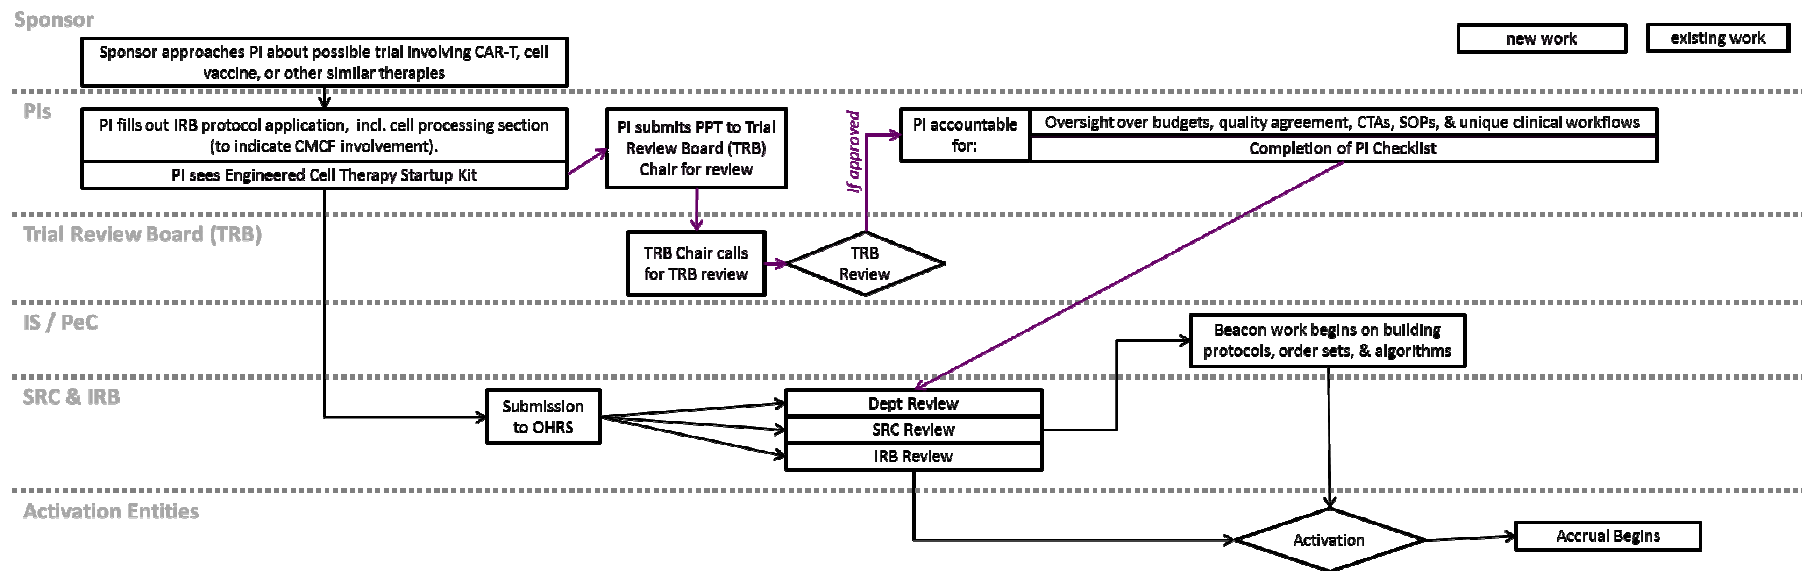 Sponsor
new work
existing work
Sponsor approaches PI about possible trial involving CAR-T, cell
vaccine, or other similar therapies
PIs
PI fills out IRB protocol application, incl. cell processing section
(to indicate CMCF involvement).
PI sees Engineered Cell Therapy Startup Kit
PI submits PPT to Trial
Review Board (TRB)
Chair for review
If approved
PI accountable
for:
Oversight over budgets, quality agreement, CTAs, SOPs, & unique clinical workflows
Completion of PI Checklist
Trial Review Board (TRB)
TRB Chair calls
for TRB review
TRB
Review
IS / PeC
Beacon work begins on building
protocols, order sets, & algorithms
SRC & IRB
Submission
to OHRS
Dept Review
SRC Review
IRB Review
Activation Entities
Activation
Accrual Begins